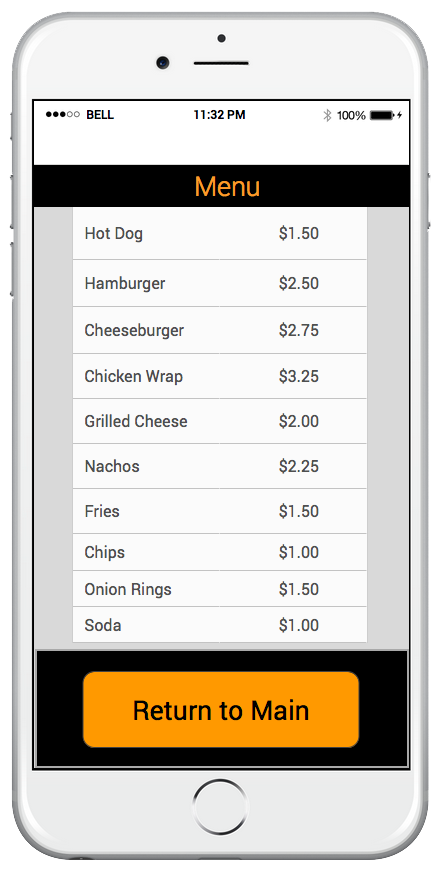 BELL 11:32 PM 100%
Menu
Hot Dog $1.50
Hamburger $2.50
Cheeseburger $2.75
Chicken Wrap $3.25
Grilled Cheese $2.00
Nachos $2.25
Fries $1.50
Chips $1.00
Onion Rings $1.50
Soda $1.00
Return to Main